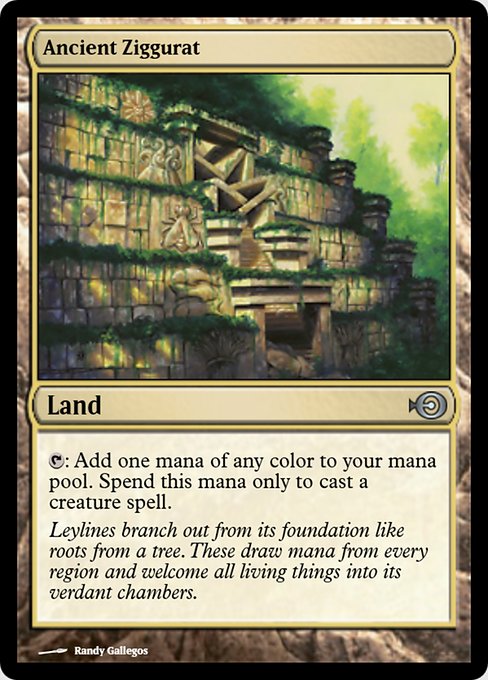 Ancient Ziggurat
Land
: Add one mana of any color to your mana
pool. Spend this mana only to cast a
creature spell.
Leylines branch out from its foundation like
roots from a tree. These draw mana from every
region and welcome all living things into its
verdant chambers.
Randy Gallegos